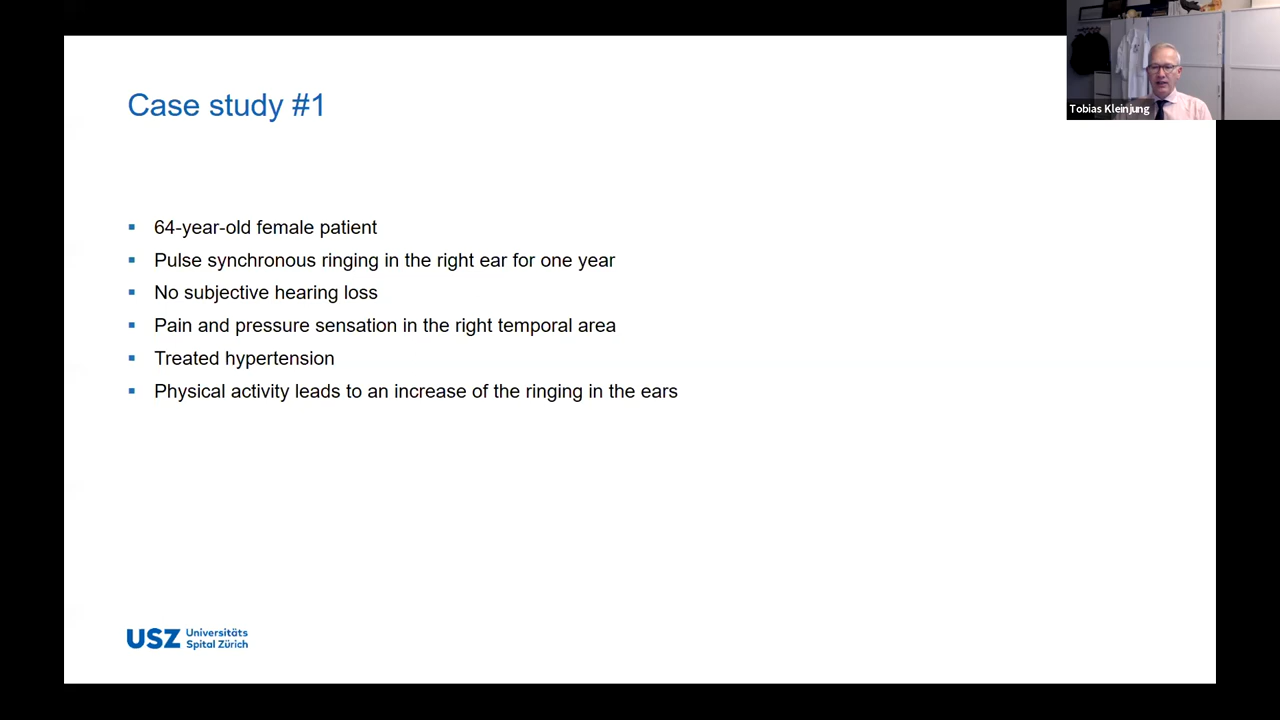 Case study #1
64-year-old female patient
Pulse synchronous ringing in the right ear for one year
No subjective hearing loss
Pain and pressure sensation in the right temporal area
Treated hypertension
Physical activity leads to an increase of the ringing in the ears
USZ Universitäts
Spital Zürich
Tobias Kleinjung